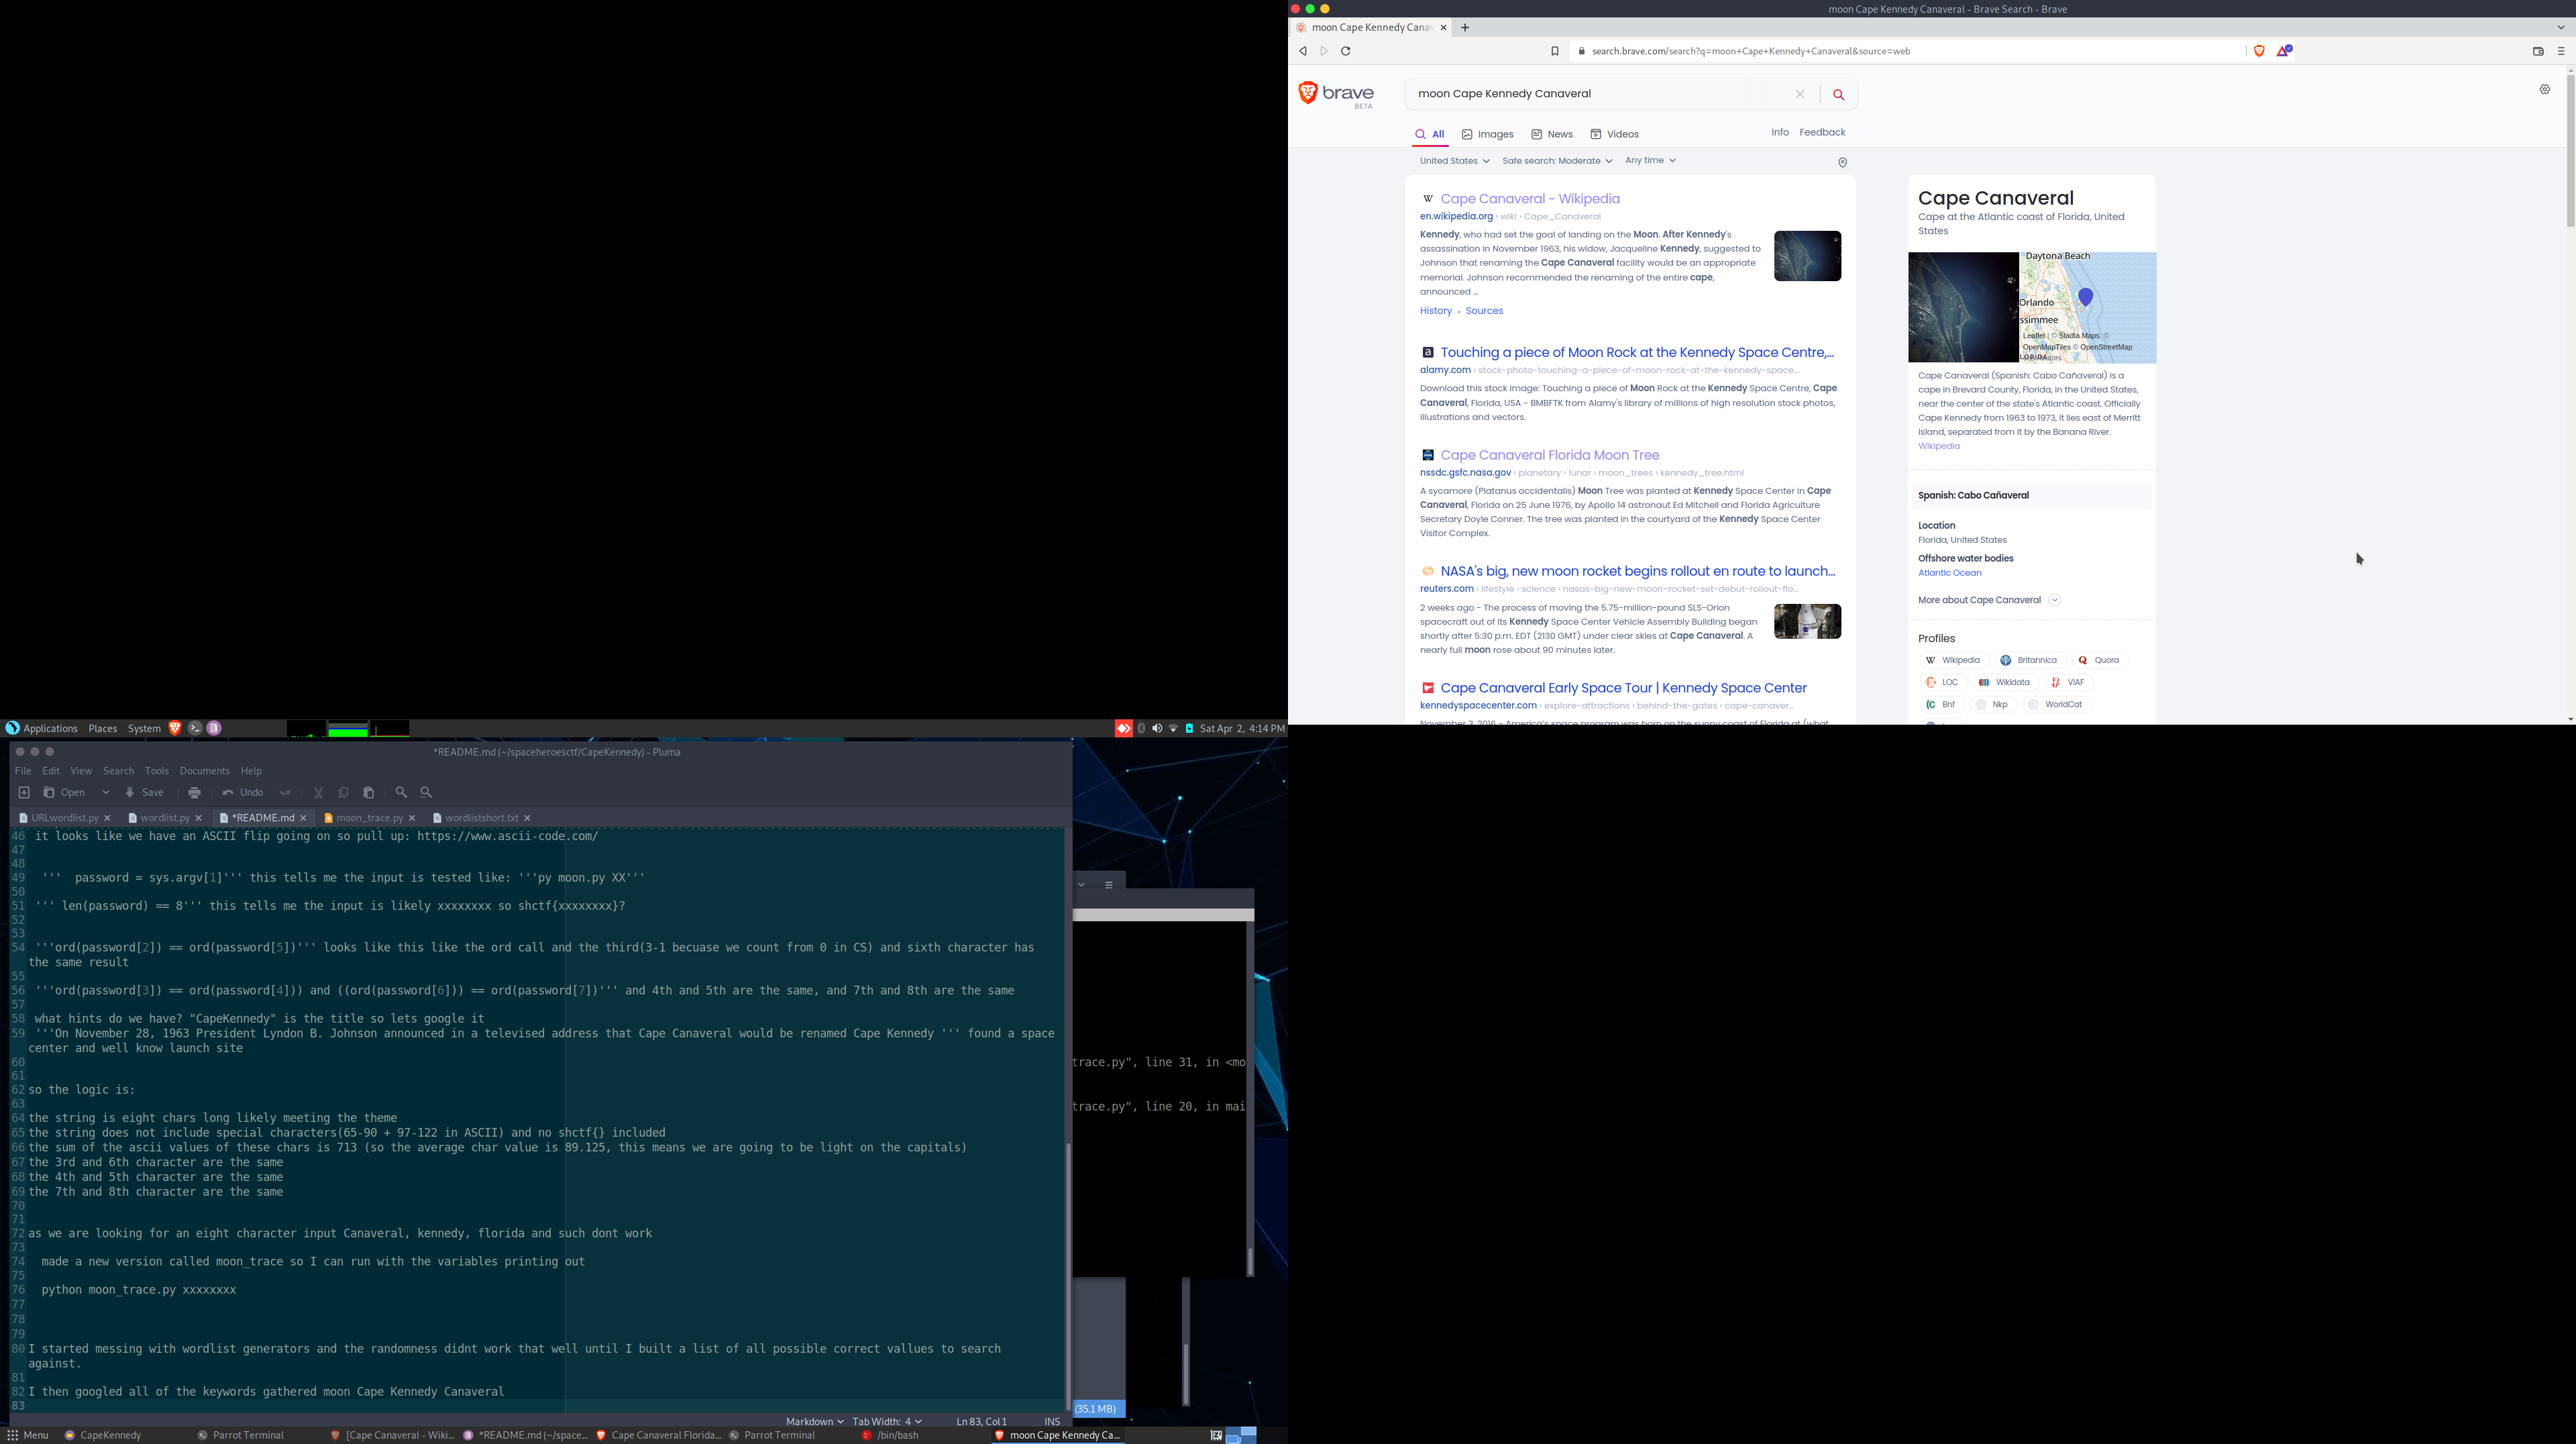 moon Cape Kennedy Canaveral - Brave Search - Brave
moon Cape Kennedy Cana
search.brave.com/search?q=moon+Cape+Kennedy+Canaveral&source=web
brave
BETA
moon Cape Kennedy Canaveral
All Images News Videos Info Feedback
United States Safe search: Moderate Any time
Cape Canaveral - Wikipedia
en.wikipedia.org › wiki › Cape_Canaveral
Kennedy, who had set the goal of landing on the Moon. After Kennedy's
assassination in November 1963, his widow, Jacqueline Kennedy, suggested to
Johnson that renaming the Cape Canaveral facility would be an appropriate
memorial. Johnson recommended the renaming of the entire cape,
announced ...
History • Sources
Touching a piece of Moon Rock at the Kennedy Space Centre,...
alamy.com › stock-photo-touching-a-piece-of-moon-rock-at-the-kennedy-space...
Download this stock image: Touching a piece of Moon Rock at the Kennedy Space Centre, Cape
Canaveral, Florida, USA - BMBFTK from Alamy's library of millions of high resolution stock photos,
illustrations and vectors.
Cape Canaveral Florida Moon Tree
nssdc.gsfc.nasa.gov › planetary › lunar › moon_trees › kennedy_tree.html
A sycamore (Platanus occidentalis) Moon Tree was planted at Kennedy Space Center in Cape
Canaveral, Florida on 25 June 1976, by Apollo 14 astronaut Ed Mitchell and Florida Agriculture
Secretary Doyle Conner. The tree was planted in the courtyard of the Kennedy Space Center
Visitor Complex.
NASA's big, new moon rocket begins rollout en route to launch...
reuters.com › lifestyle › science › nasas-big-new-moon-rocket-set-debut-rollout-flo...
2 weeks ago - The process of moving the 5.75-million-pound SLS-Orion
spacecraft out of its Kennedy Space Center Vehicle Assembly Building began
shortly after 5:30 p.m. EDT (2130 GMT) under clear skies at Cape Canaveral. A
nearly full moon rose about 90 minutes later.
Cape Canaveral Early Space Tour | Kennedy Space Center
kennedyspacecenter.com › explore-attractions › behind-the-gates › cape-canaver...
November 3, 2016 - America's space program was born on the sunny coast of Florida at (what
Cape Canaveral
Cape at the Atlantic coast of Florida, United
States
Daytona Beach
Orlando
ssimmee
Leaflet | © Stadia Maps, ©
OpenMapTiles © OpenStreetMap
Cape Canaveral (Spanish: Cabo Cañaveral) is a
cape in Brevard County, Florida, in the United States,
near the center of the state's Atlantic coast. Officially
Cape Kennedy from 1963 to 1973, it lies east of Merritt
Island, separated from it by the Banana River.
Wikipedia
Spanish: Cabo Cañaveral
Location
Florida, United States
Offshore water bodies
Atlantic Ocean
More about Cape Canaveral
Profiles
Wikipedia Britannica Quora
LOC Wikidata VIAF
Bnf Nkp WorldCat
Applications Places System Sat Apr 2, 4:14 PM
*README.md (~/spaceheroesctf/CapeKennedy) - Pluma
File Edit View Search Tools Documents Help
Open Save Undo
URLwordlist.py wordlist.py *README.md moon_trace.py wordlistshort.txt
46 it looks like we have an ASCII flip going on so pull up: https://www.ascii-code.com/
47
48
49 '''  password = sys.argv[1]''' this tells me the input is tested like: '''py moon.py XX'''
50
51 ''' len(password) == 8''' this tells me the input is likely xxxxxxxx so shctf{xxxxxxxx}?
52
53
54 '''ord(password[2]) == ord(password[5])''' looks like this like the ord call and the third(3-1 becuase we count from 0 in CS) and sixth character has
the same result
55
56 '''ord(password[3]) == ord(password[4])) and ((ord(password[6])) == ord(password[7])''' and 4th and 5th are the same, and 7th and 8th are the same
57
58 what hints do we have? "CapeKennedy" is the title so lets google it
59 '''On November 28, 1963 President Lyndon B. Johnson announced in a televised address that Cape Canaveral would be renamed Cape Kennedy ''' found a space
center and well know launch site
60
61
62 so the logic is:
63
64 the string is eight chars long likely meeting the theme
65 the string does not include special characters(65-90 + 97-122 in ASCII) and no shctf{} included
66 the sum of the ascii values of these chars is 713 (so the average char value is 89.125, this means we are going to be light on the capitals)
67 the 3rd and 6th character are the same
68 the 4th and 5th character are the same
69 the 7th and 8th character are the same
70
71
72 as we are looking for an eight character input Canaveral, kennedy, florida and such dont work
73
74 made a new version called moon_trace so I can run with the variables printing out
75
76 python moon_trace.py xxxxxxxx
77
78
79
80 I started messing with wordlist generators and the randomness didnt work that well until I built a list of all possible correct vallues to search
against.
81
82 I then googled all of the keywords gathered moon Cape Kennedy Canaveral
83
trace.py", line 31, in <mo
trace.py", line 20, in mai
(35.1 MB)
Markdown Tab Width: 4 Ln 83, Col 1 INS
Menu CapeKennedy Parrot Terminal [Cape Canaveral - Wiki... *README.md (~/space... Cape Canaveral Florida... Parrot Terminal /bin/bash moon Cape Kennedy Ca...